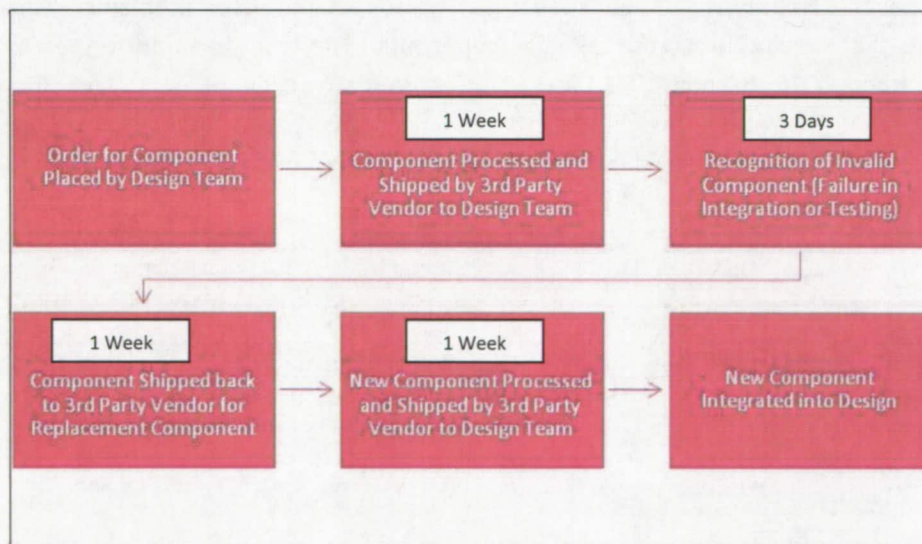 Order for Component
Placed by Design Team
1 Week
Component Processed and
Shipped by 3rd Party
Vendor to Design Team
3 Days
Recognition of Invalid
Component (Failure in
Integration or Testing)
1 Week
Component Shipped back
to 3rd Party Vendor for
Replacement Component
1 Week
New Component Processed
and Shipped by 3rd Party
Vendor to Design Team
New Component
Integrated into Design